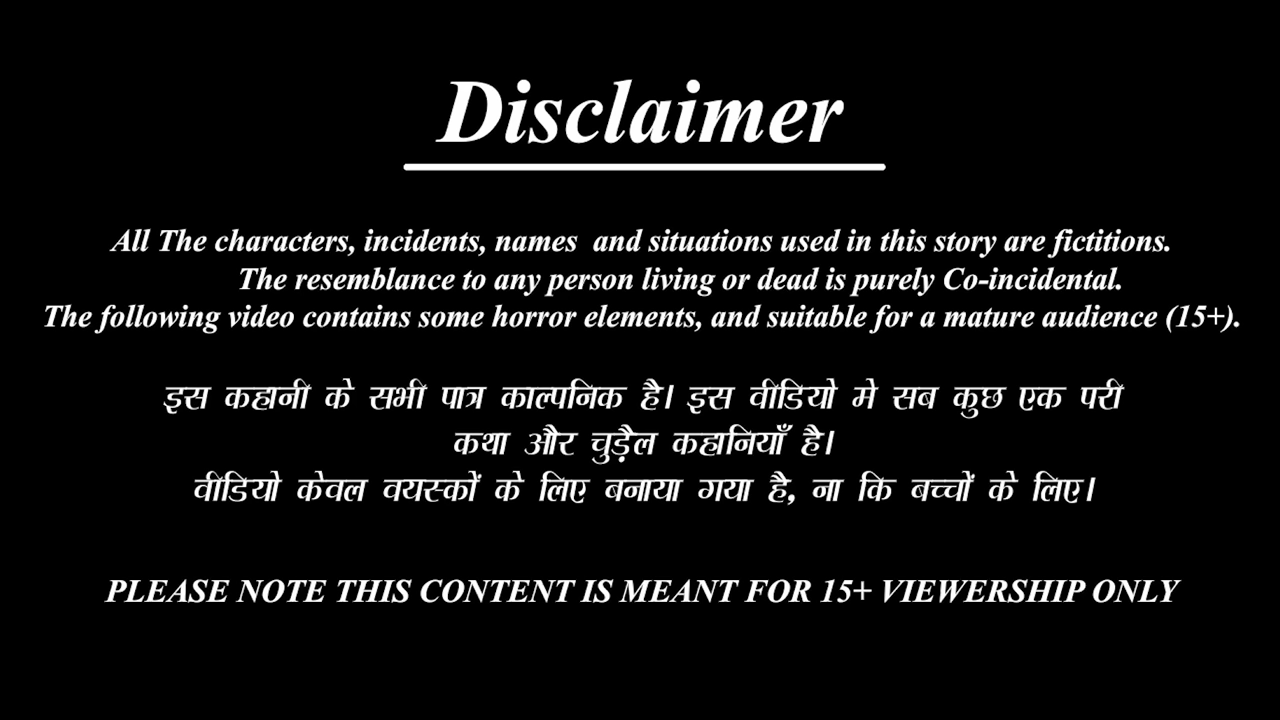 Disclaimer
All The characters, incidents, names and situations used in this story are fictitions.
The resemblance to any person living or dead is purely Co-incidental.
The following video contains some horror elements, and suitable for a mature audience (15+).
इस कहानी के सभी पात्र काल्पनिक है। इस वीडियो मे सब कुछ एक परी
कथा और चुड़ैल कहानियाँ है।
वीडियो केवल वयस्कों के लिए बनाया गया है, ना कि बच्चों के लिए।
PLEASE NOTE THIS CONTENT IS MEANT FOR 15+ VIEWERSHIP ONLY